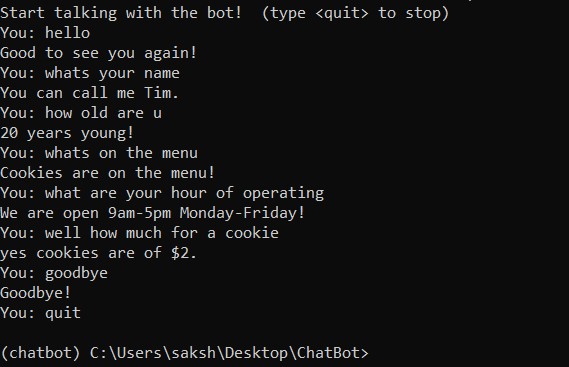 Start talking with the bot!  (type <quit> to stop)
You: hello
Good to see you again!
You: whats your name
You can call me Tim.
You: how old are u
20 years young!
You: whats on the menu
Cookies are on the menu!
You: what are your hour of operating
We are open 9am-5pm Monday-Friday!
You: well how much for a cookie
yes cookies are of $2.
You: goodbye
Goodbye!
You: quit
(chatbot) C:\Users\saksh\Desktop\ChatBot>